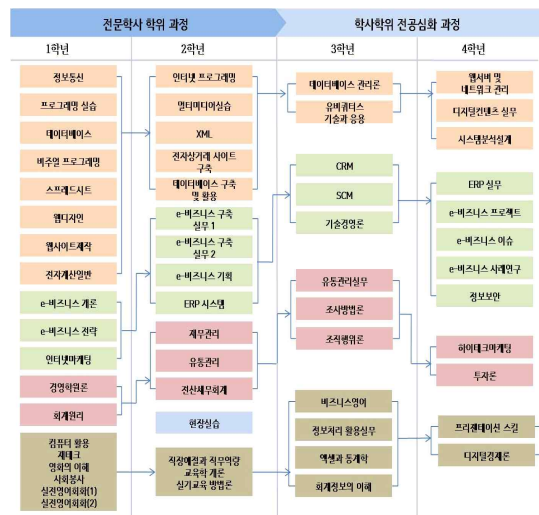 전문학사 학위 과정
학사학위 전공심화 과정
1학년
2학년
3학년
4학년
정보통신
프로그래밍 실습
데이터베이스
비주얼 프로그래밍
스프레드시트
웹디자인
웹사이트제작
전자계산일반
e-비즈니스 개론
e-비즈니스 전략
인터넷마케팅
경영학원론
회계원리
컴퓨터 활용
재테크
영화의 이해
사회봉사
실전영어회화(1)
실전영어회화(2)
인터넷 프로그래밍
멀티미디어실습
XML
전자상거래 사이트
구축
데이터베이스 구축
및 활용
e-비즈니스 구축
실무 1
e-비즈니스 구축
실무 2
e-비즈니스 기획
ERP 시스템
재무관리
유통관리
전산세무회계
현장실습
직장예절과 직무역량
교육학 개론
실기교육 방법론
데이터베이스 관리론
유비쿼터스
기술과 응용
CRM
SCM
기술경영론
유통관리실무
조사방법론
조직행위론
비즈니스영어
정보처리 활용실무
엑셀과 통계학
회계정보의 이해
웹서버 및
네트워크 관리
디지털컨텐츠 실무
시스템분석설계
ERP 실무
e-비즈니스 프로젝트
e-비즈니스 이슈
e-비즈니스 사례연구
정보보안
하이테크마케팅
투자론
프리젠테이션 스킬
디지털경제론